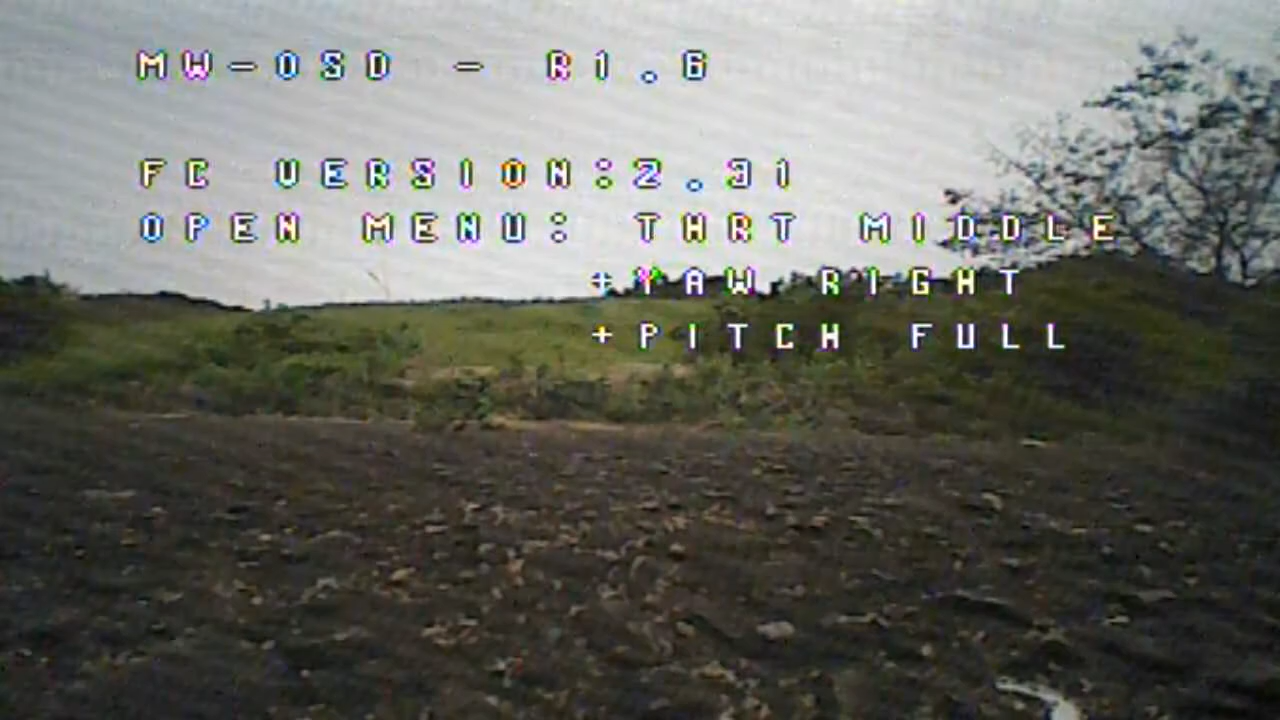 MW-OSD - R1.6
FC VERSION:2.31
OPEN MENU: THRT MIDDLE
+YAW RIGHT
+PITCH FULL